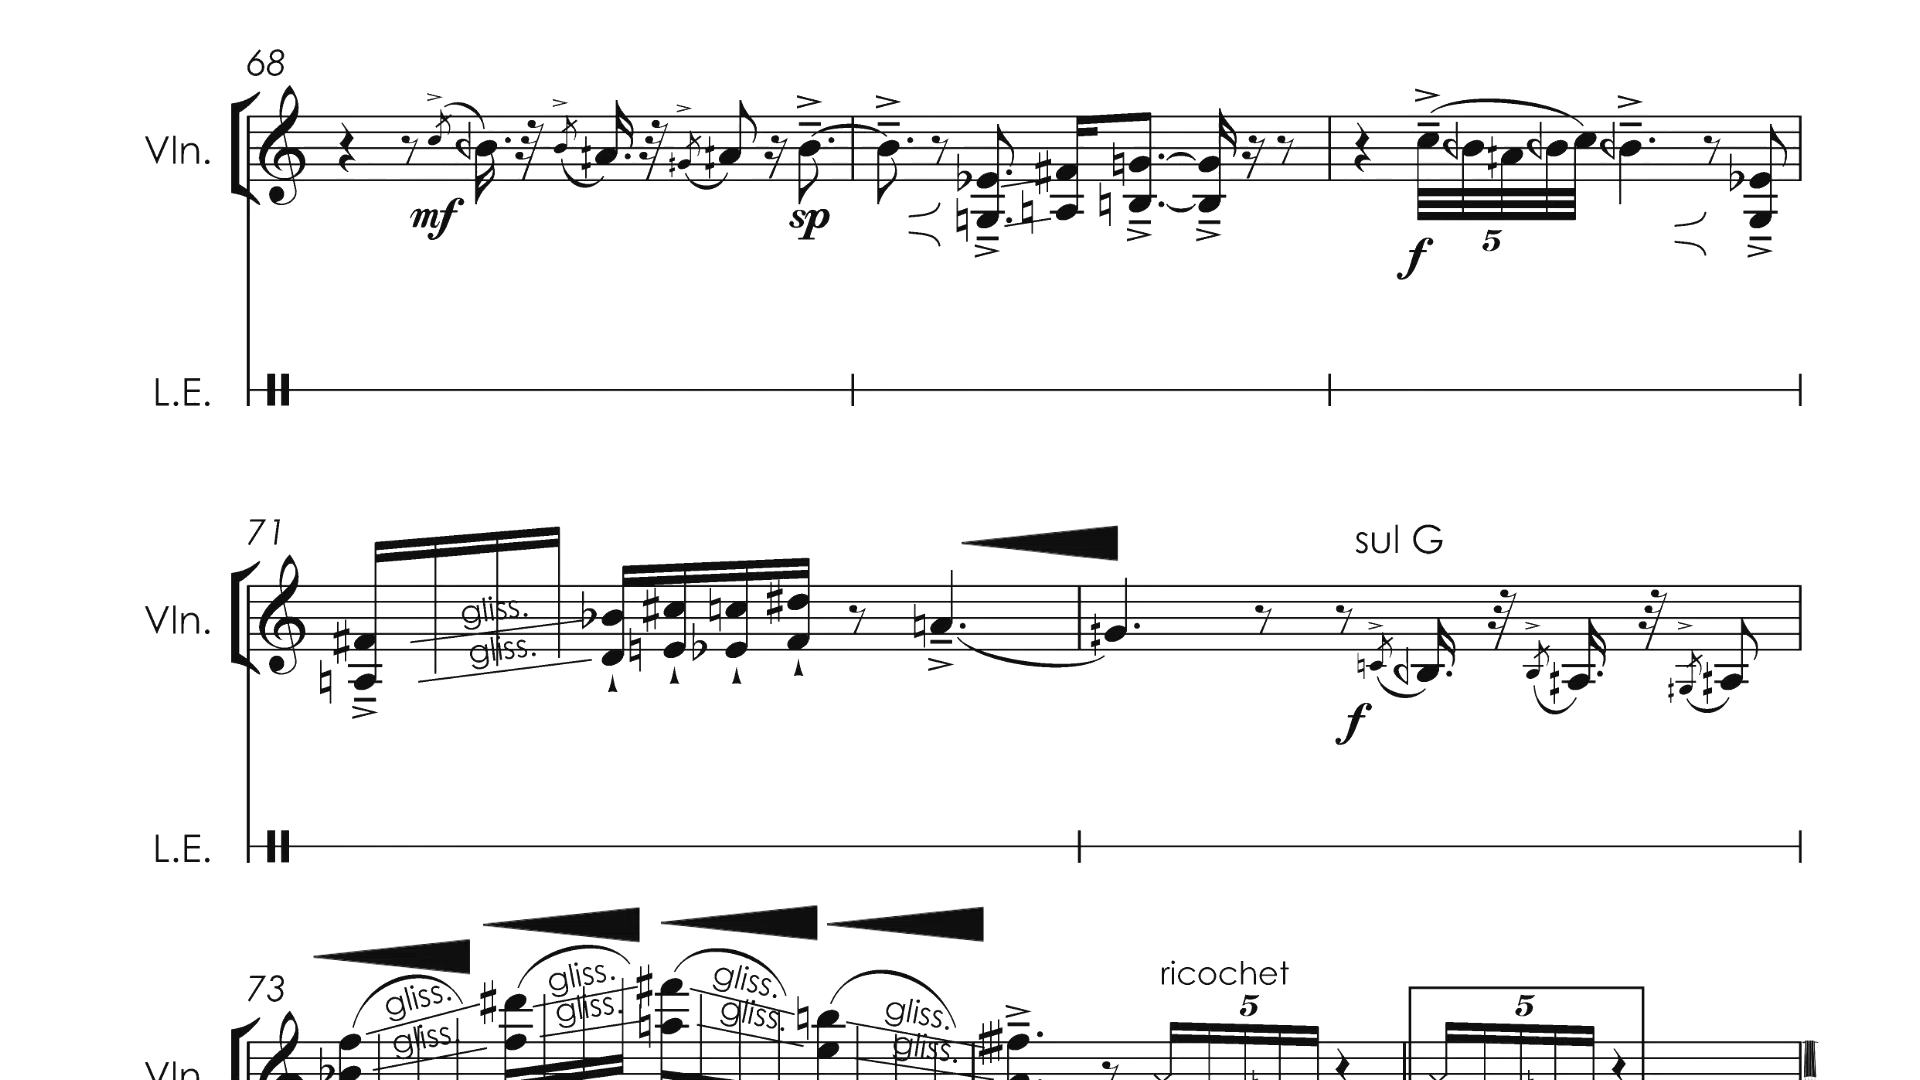 68
Vln.
mf
sp
f
5
L.E.
71
sul G
Vln.
gliss.
gliss.
f
L.E.
73
gliss.
gliss.
gliss.
gliss.
gliss.
gliss.
gliss.
gliss.
ricochet
5
5
Vln.